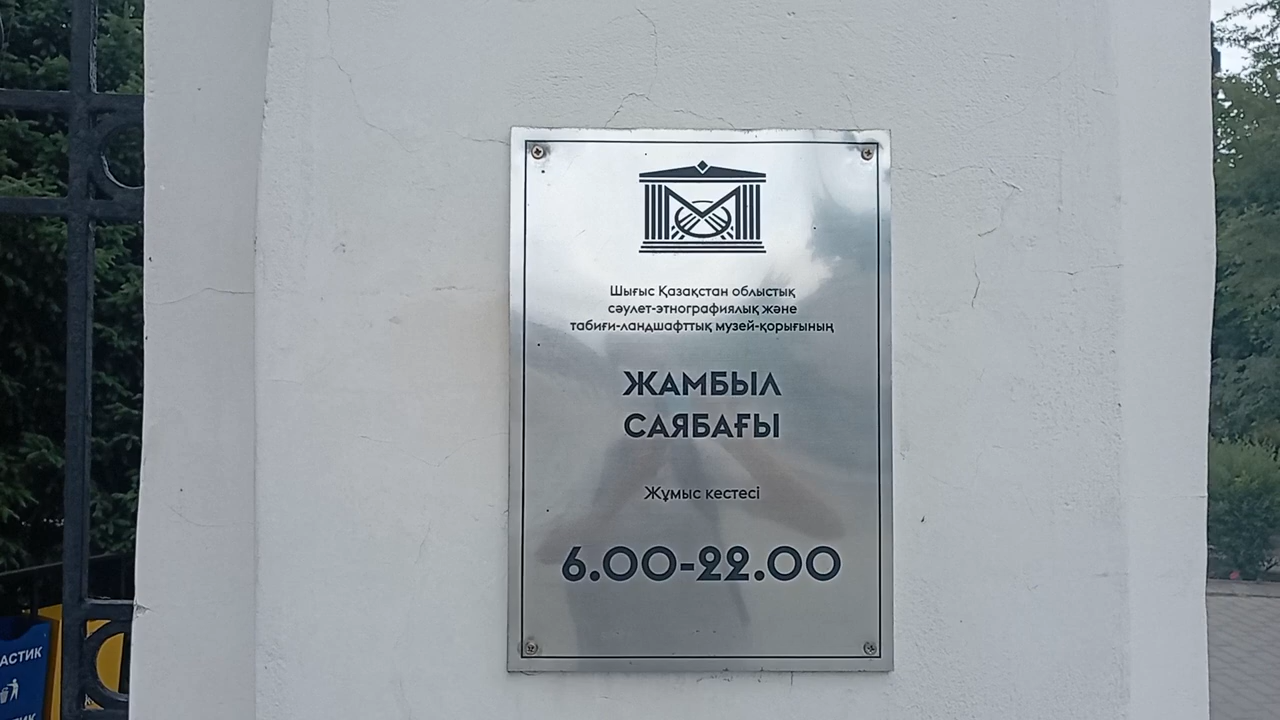 Шығыс Қазақстан облыстық
сәулет-этнографиялық және
табиғи-ландшафттық музей-қорығының
ЖАМБЫЛ
САЯБАҒЫ
Жұмыс кестесі
6.00-22.00